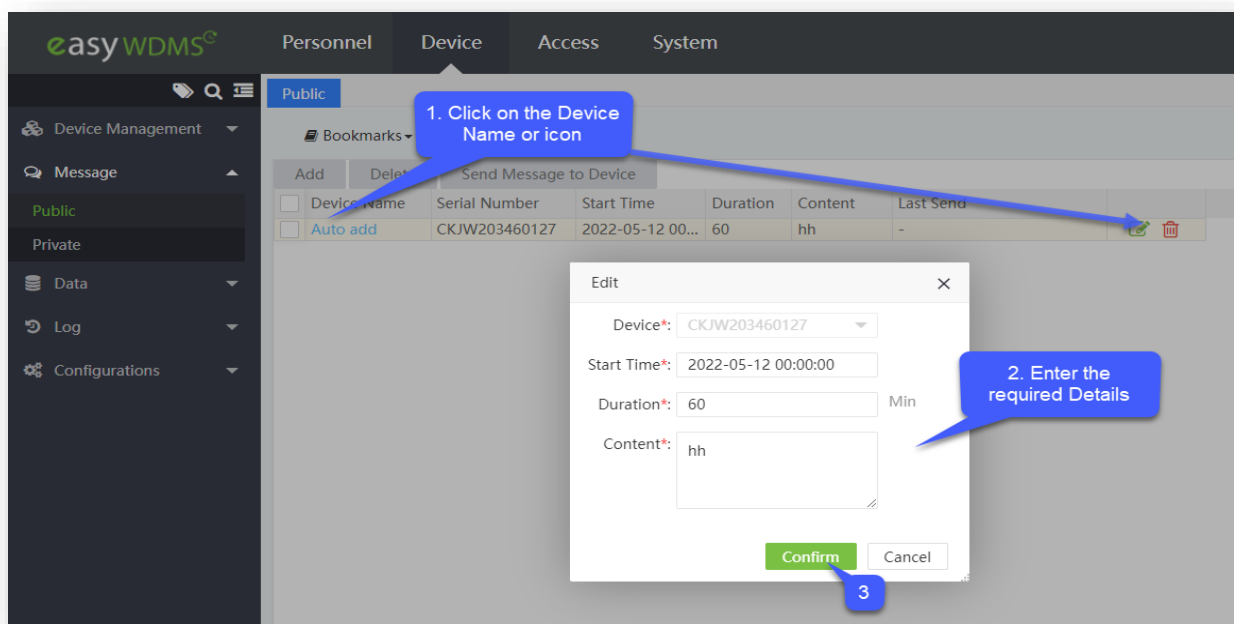 easy WDMS
Personnel Device Access System
Public
1. Click on the Device
Name or icon
Device Management
Bookmarks
Message
Add Delet Send Message to Device
Device Name Serial Number Start Time Duration Content Last Send
Public
Auto add CKJW203460127 2022-05-12 00... 60 hh -
Private
Data
Log
Configurations
Edit
Device*: CKJW203460127
Start Time*: 2022-05-12 00:00:00
Duration*: 60 Min
Content*: hh
2. Enter the
required Details
Confirm Cancel
3